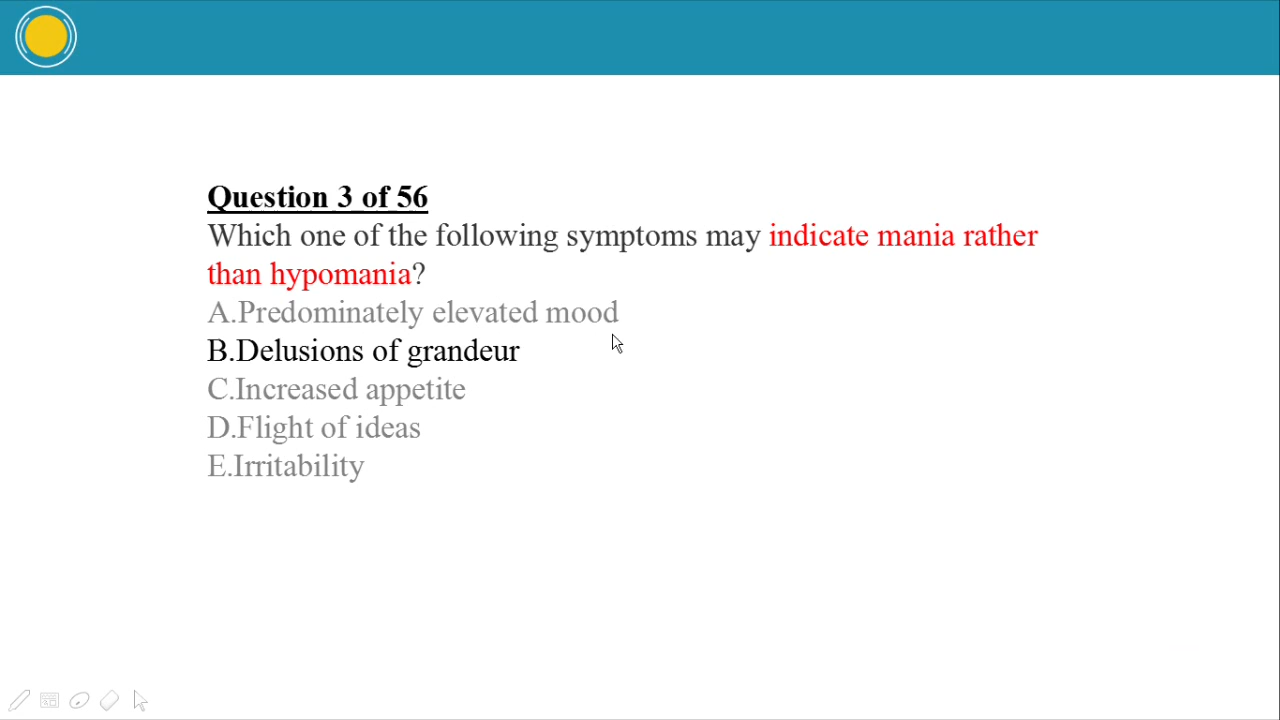 Question 3 of 56
Which one of the following symptoms may indicate mania rather
than hypomania?
A.Predominately elevated mood
B.Delusions of grandeur
C.Increased appetite
D.Flight of ideas
E.Irritability